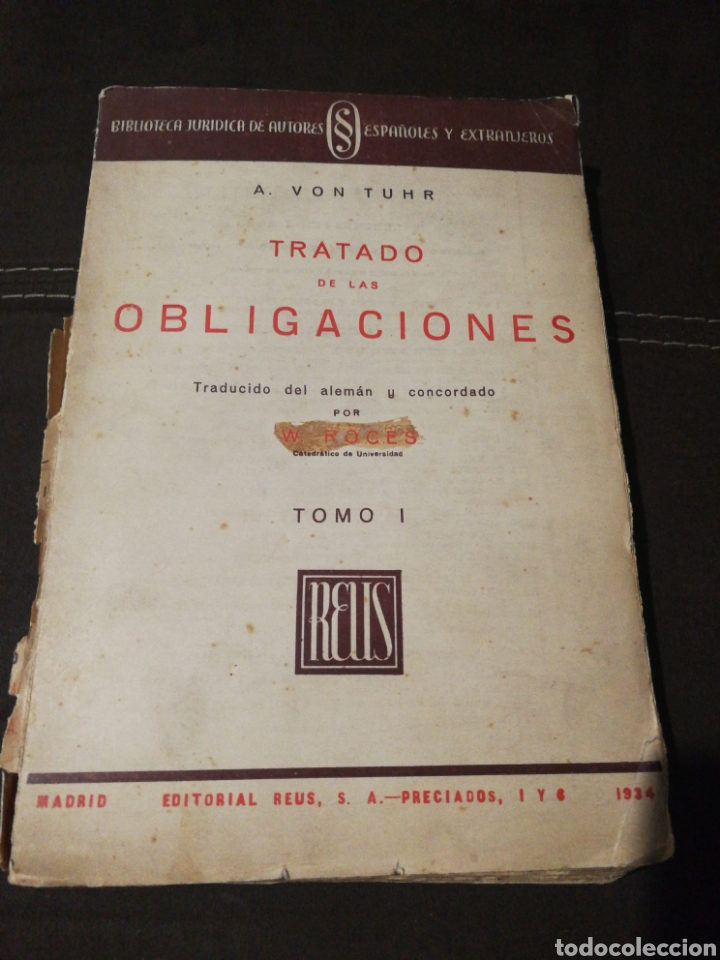 BIBLIOTECA JURIDICA DE AUTORES § ESPAÑOLES Y EXTRANJEROS
A. VON TUHR
TRATADO
DE LAS
OBLIGACIONES
Traducido del alemán y concordado
POR
W. ROCES
Catedrático de Universidad
TOMO I
REUS
MADRID EDITORIAL REUS, S. A.—PRECIADOS, 1 Y 6 1934
todocoleccion